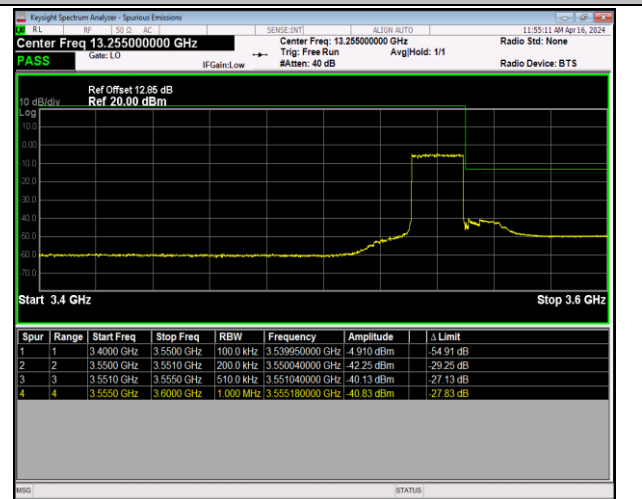 Keysight Spectrum Analyzer - Spurious Emissions
RL RF 50 Ω AC SENSE:INT ALIGN AUTO 11:55:11 AM Apr 16, 2024
Center Freq 13.255000000 GHz Center Freq: 13.255000000 GHz Radio Std: None
PASS Gate: LO IFGain:Low Trig: Free Run Avg|Hold: 1/1
#Atten: 40 dB Radio Device: BTS
Ref Offset 12.85 dB
10 dB/div Ref 20.00 dBm
Log
10.0
0.00
-10.0
-20.0
-30.0
-40.0
-50.0
-60.0
-70.0
Start 3.4 GHz Stop 3.6 GHz
Spur Range Start Freq Stop Freq RBW Frequency Amplitude Δ Limit
1 1 3.4000 GHz 3.5500 GHz 100.0 kHz 3.539950000 GHz -4.910 dBm -54.91 dB
2 2 3.5500 GHz 3.5510 GHz 200.0 kHz 3.550040000 GHz -42.25 dBm -29.25 dB
3 3 3.5510 GHz 3.5550 GHz 510.0 kHz 3.551040000 GHz -40.13 dBm -27.13 dB
4 4 3.5550 GHz 3.6000 GHz 1.000 MHz 3.555180000 GHz -40.83 dBm -27.83 dB
MSG STATUS